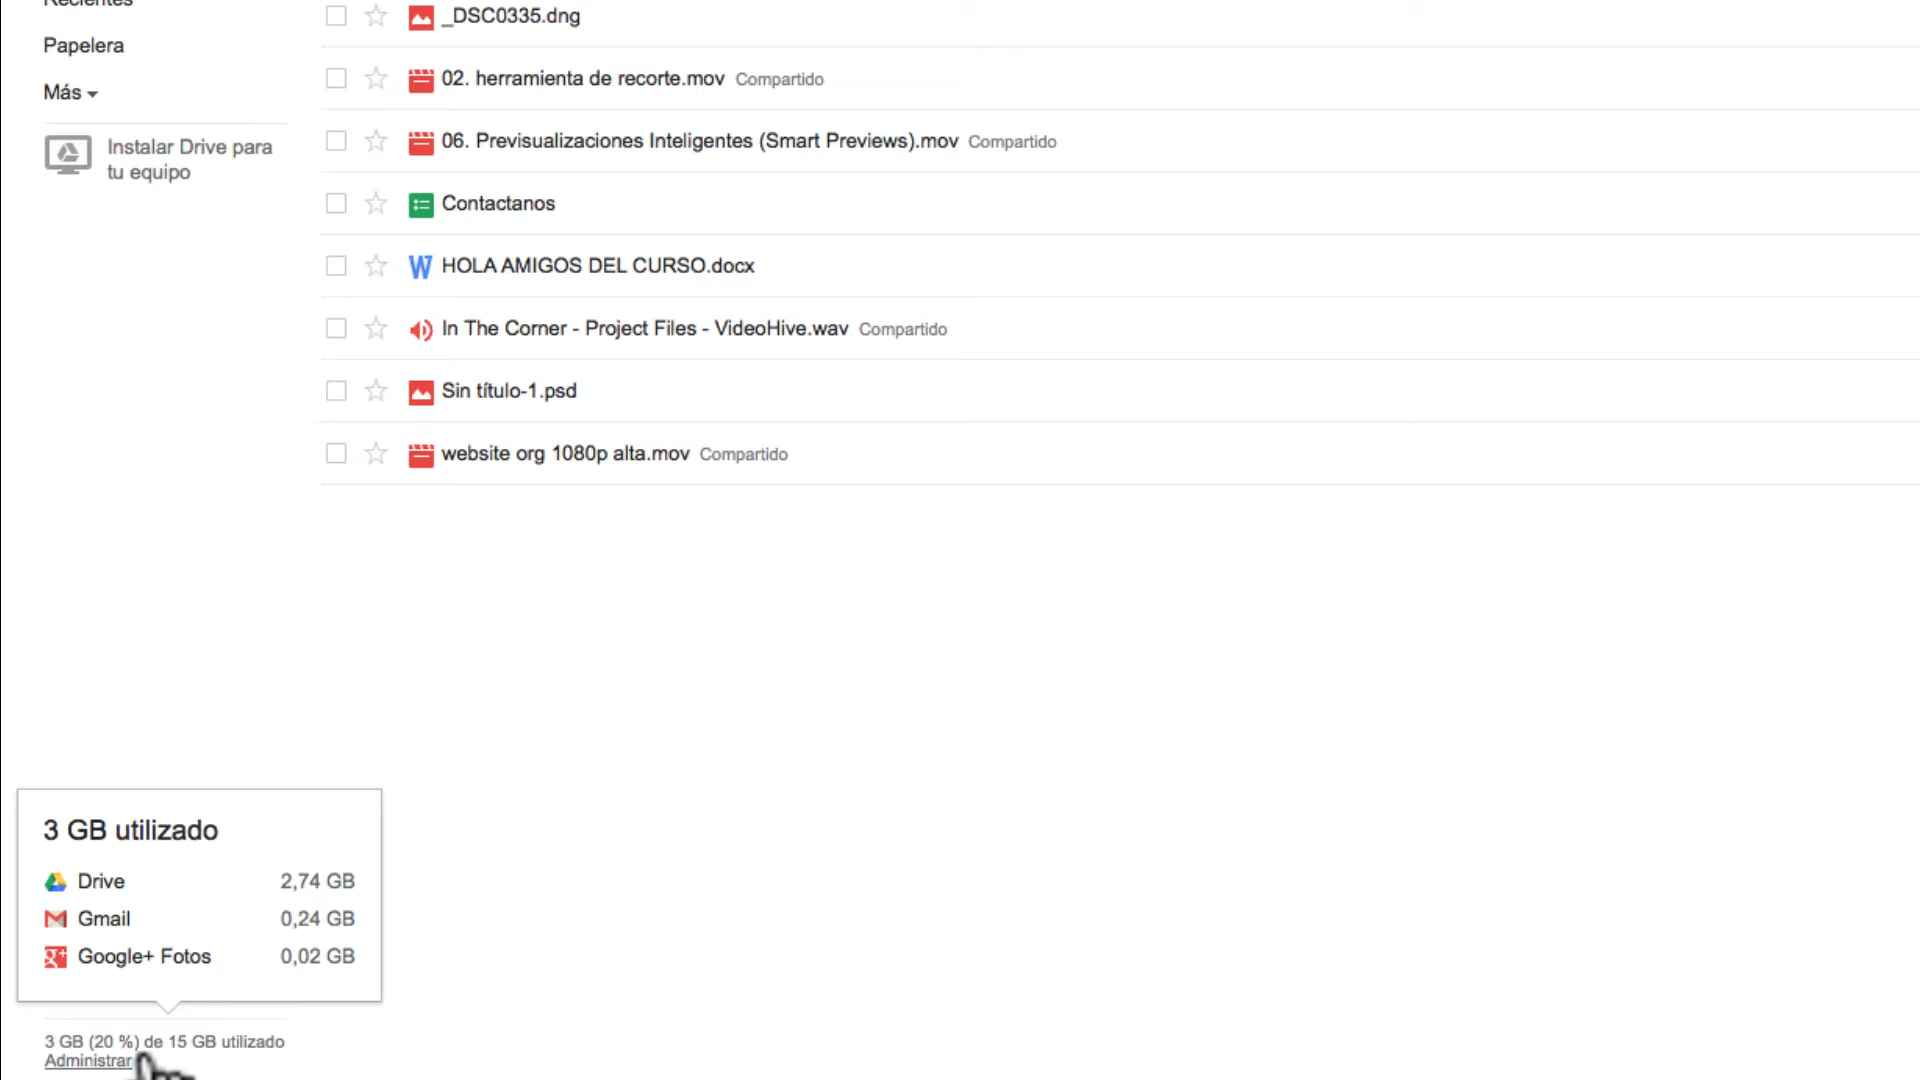 Recientes
Papelera
Más
Instalar Drive para
tu equipo
_DSC0335.dng
02. herramienta de recorte.mov Compartido
06. Previsualizaciones Inteligentes (Smart Previews).mov Compartido
Contactanos
HOLA AMIGOS DEL CURSO.docx
In The Corner - Project Files - VideoHive.wav Compartido
Sin título-1.psd
website org 1080p alta.mov Compartido
3 GB utilizado
Drive 2,74 GB
Gmail 0,24 GB
Google+ Fotos 0,02 GB
3 GB (20 %) de 15 GB utilizado
Administrar